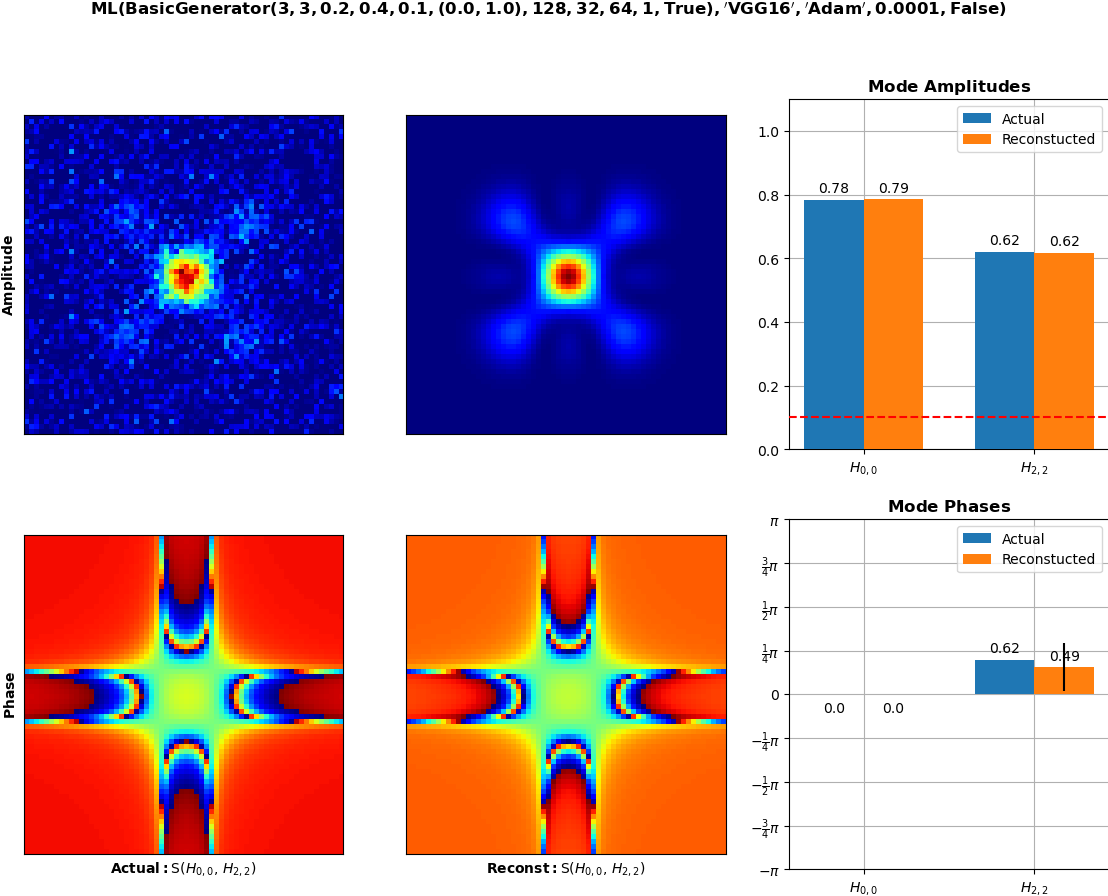 ML(BasicGenerator(3, 3, 0.2, 0.4, 0.1, (0.0, 1.0), 128, 32, 64, 1, True), ′VGG16′, ′Adam′, 0.0001, False)
Amplitude
Mode Amplitudes
Actual
Reconstucted
1.0
0.8
0.6
0.4
0.2
0.0
0.78
0.79
0.62
0.62
H0, 0
H2, 2
Phase
Actual: S(H0, 0, H2, 2)
Reconst: S(H0, 0, H2, 2)
Mode Phases
Actual
Reconstucted
π
3/4π
1/2π
1/4π
0
−1/4π
−1/2π
−3/4π
−π
0.0
0.0
0.62
0.49
H0, 0
H2, 2